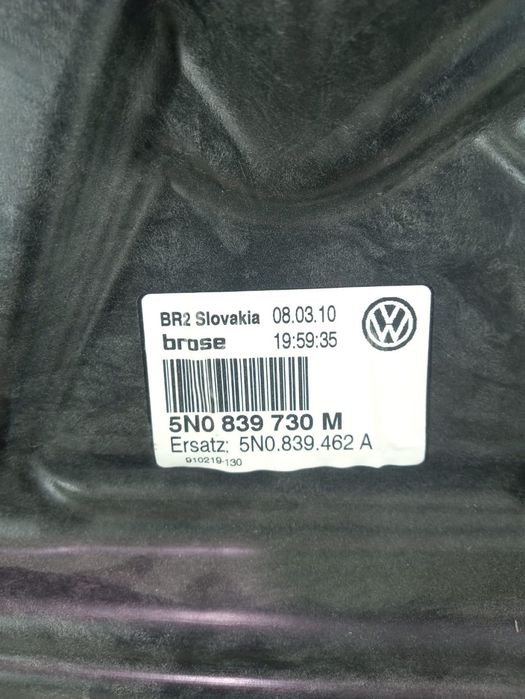 BR2 Slovakia 08.03.10
brose 19:59:35
5N0 839 730 M
Ersatz: 5N0.839.462 A
910219-130